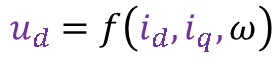 u_d = f(i_d, i_q, ω)